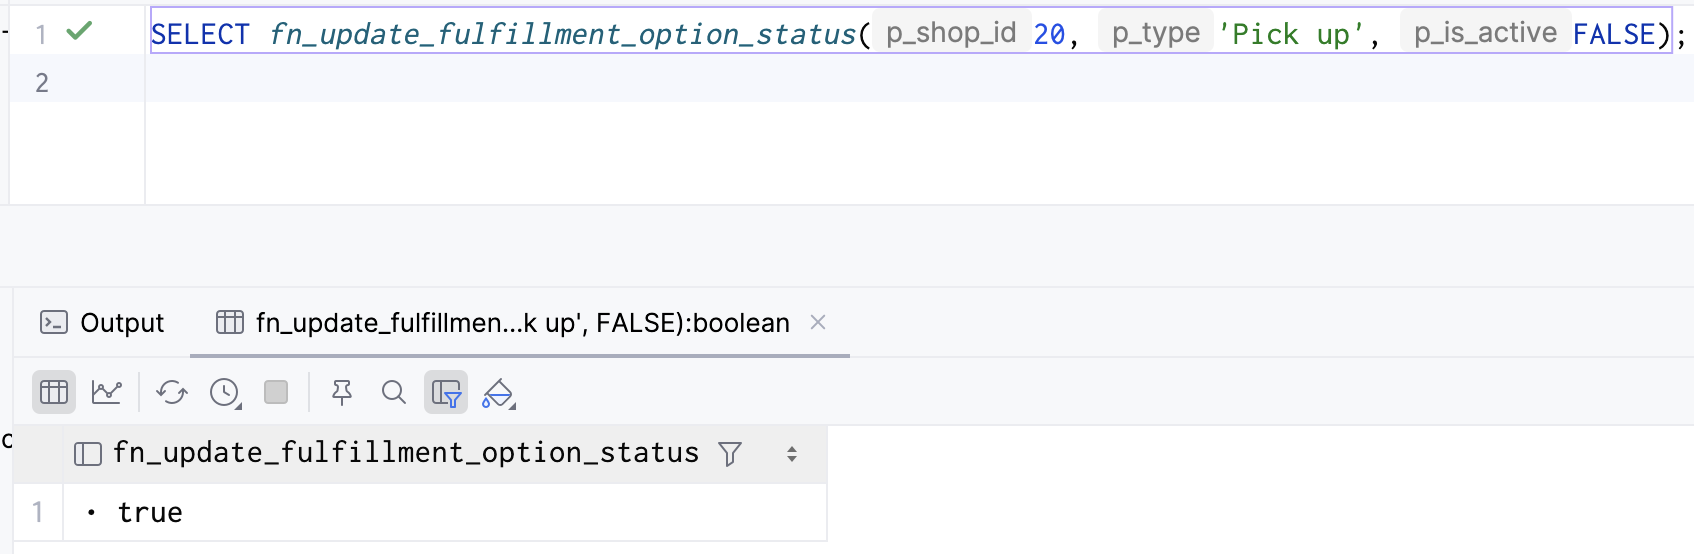 1 SELECT fn_update_fulfillment_option_status( p_shop_id 20, p_type 'Pick up', p_is_active FALSE);
2
Output fn_update_fulfillmen...k up', FALSE):boolean
fn_update_fulfillment_option_status
1 · true